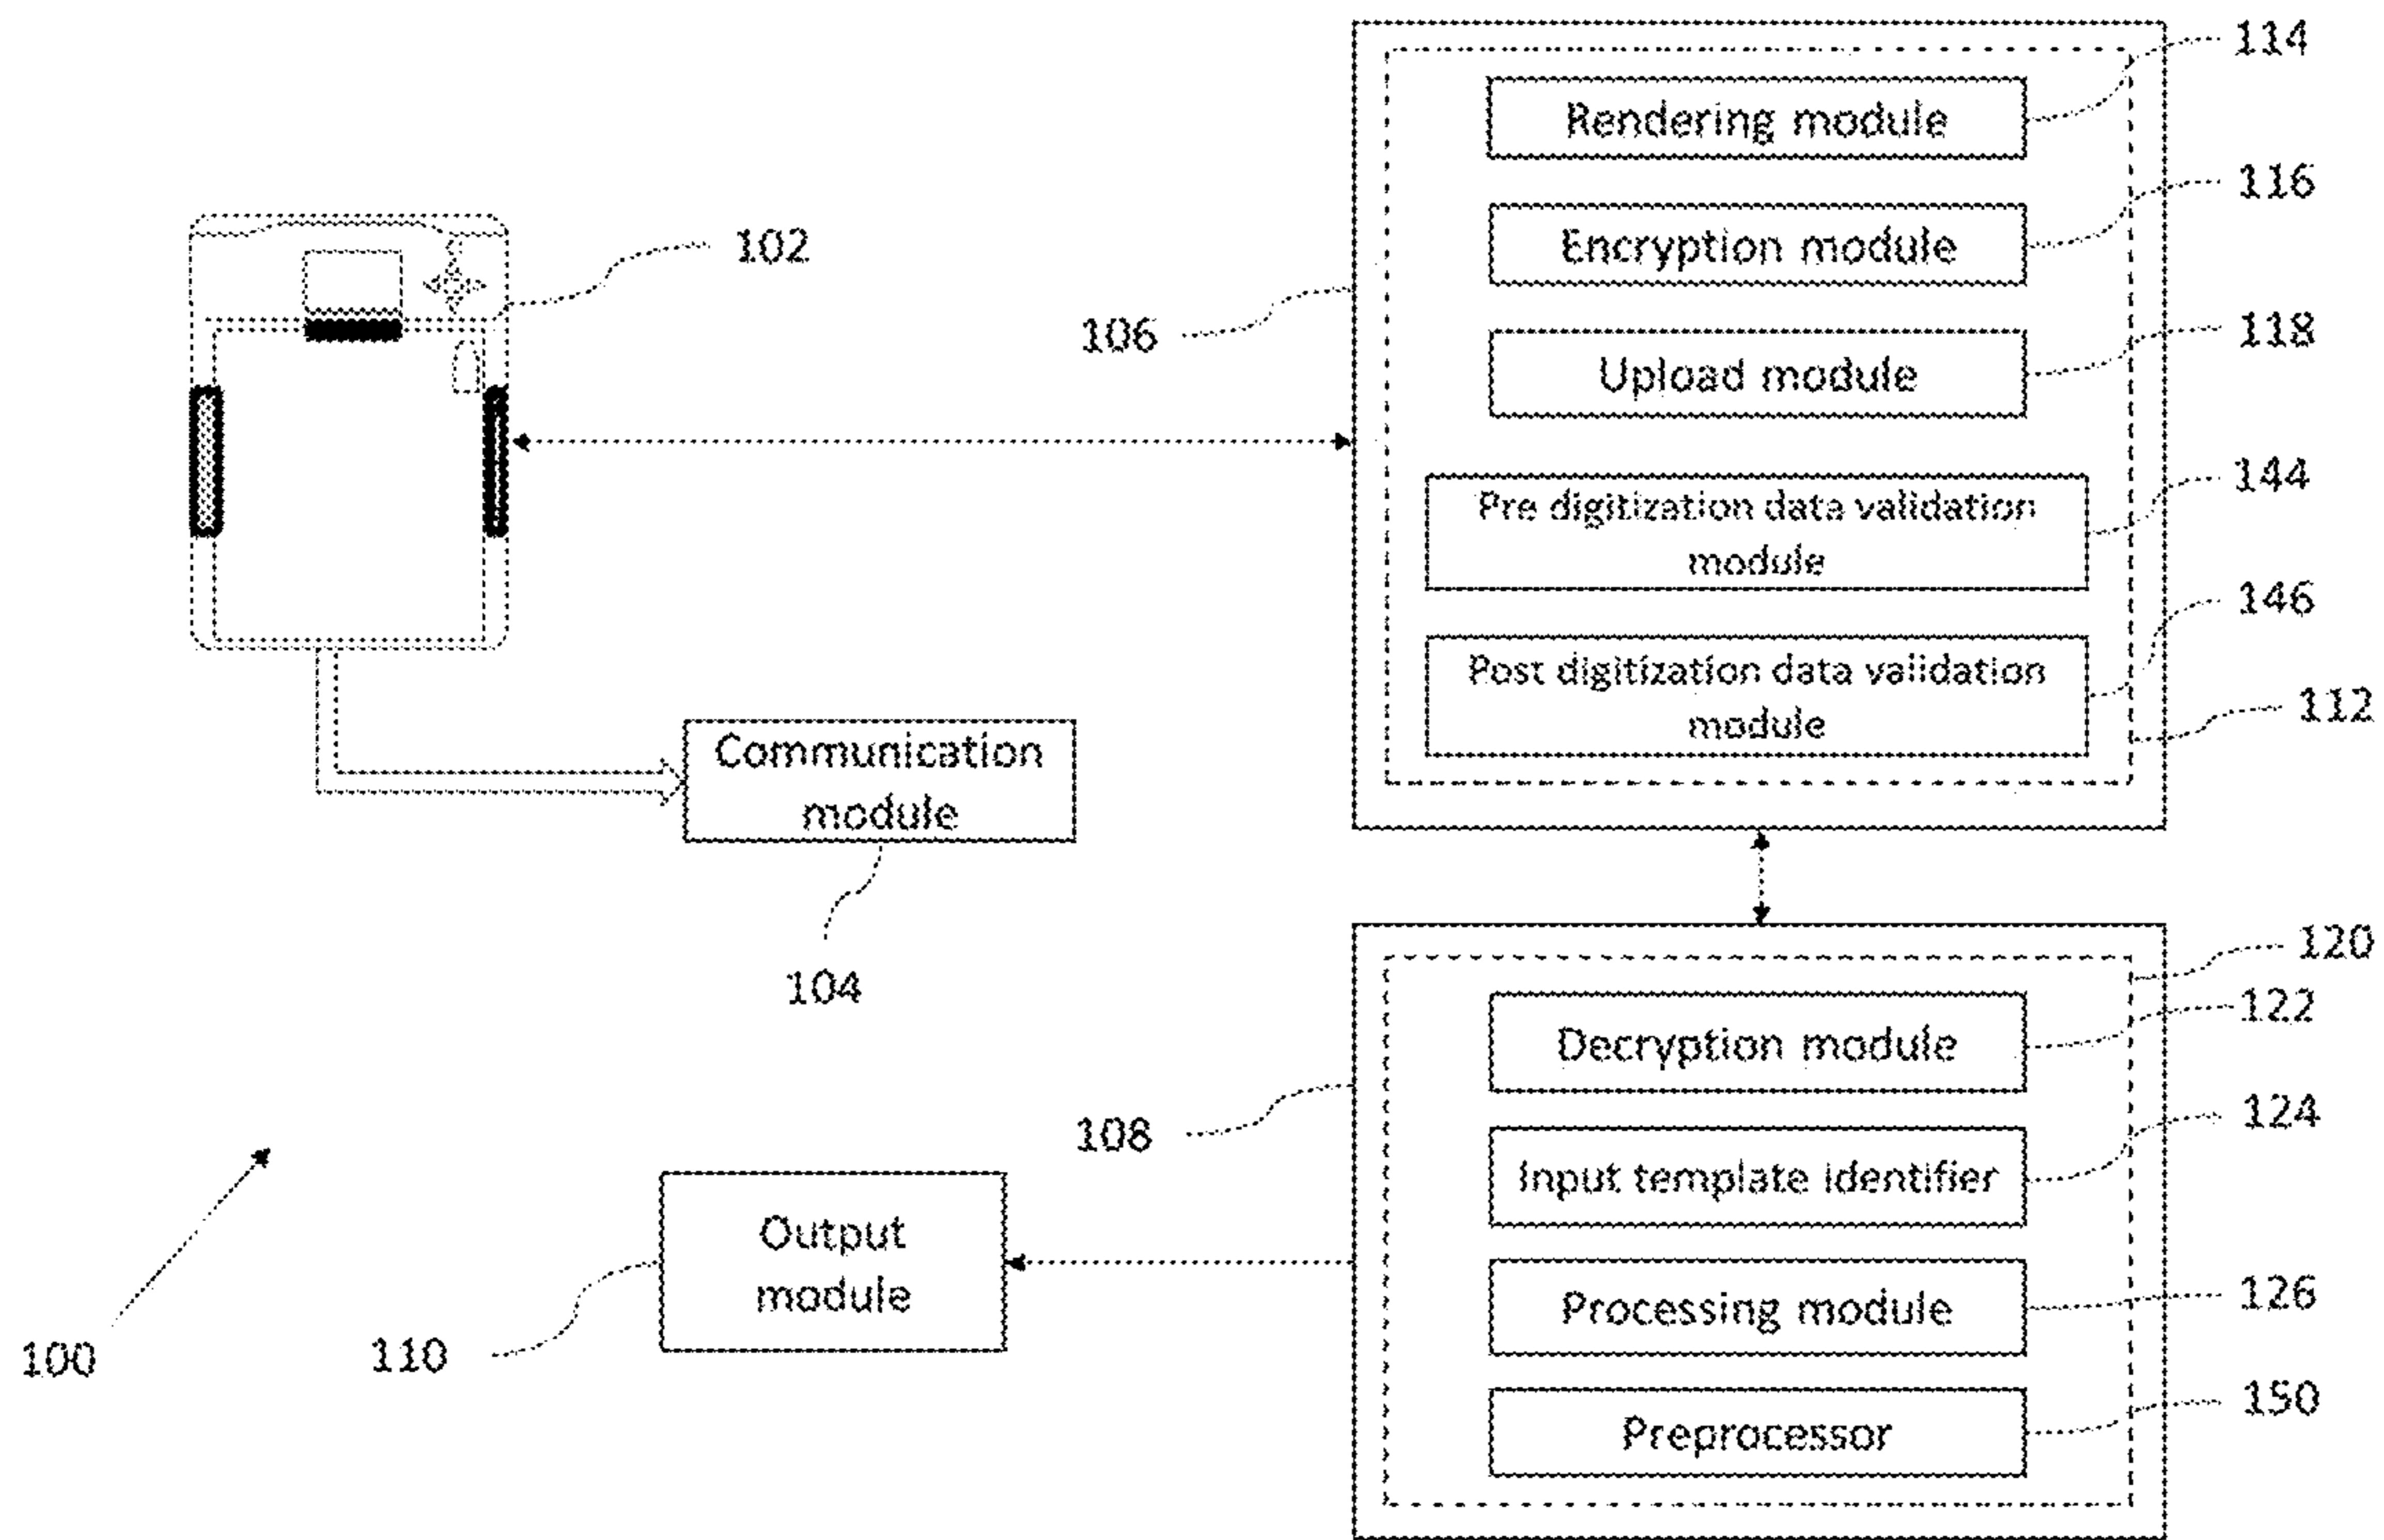 114
Rendering module
116
Encryption module
102
106
118
Upload module
144
Pre digitization data validation
module
146
Post digitization data validation
module
112
Communication
module
104
120
122
Decryption module
108
124
Input template identifier
Output
module
126
Processing module
100
110
150
Preprocessor